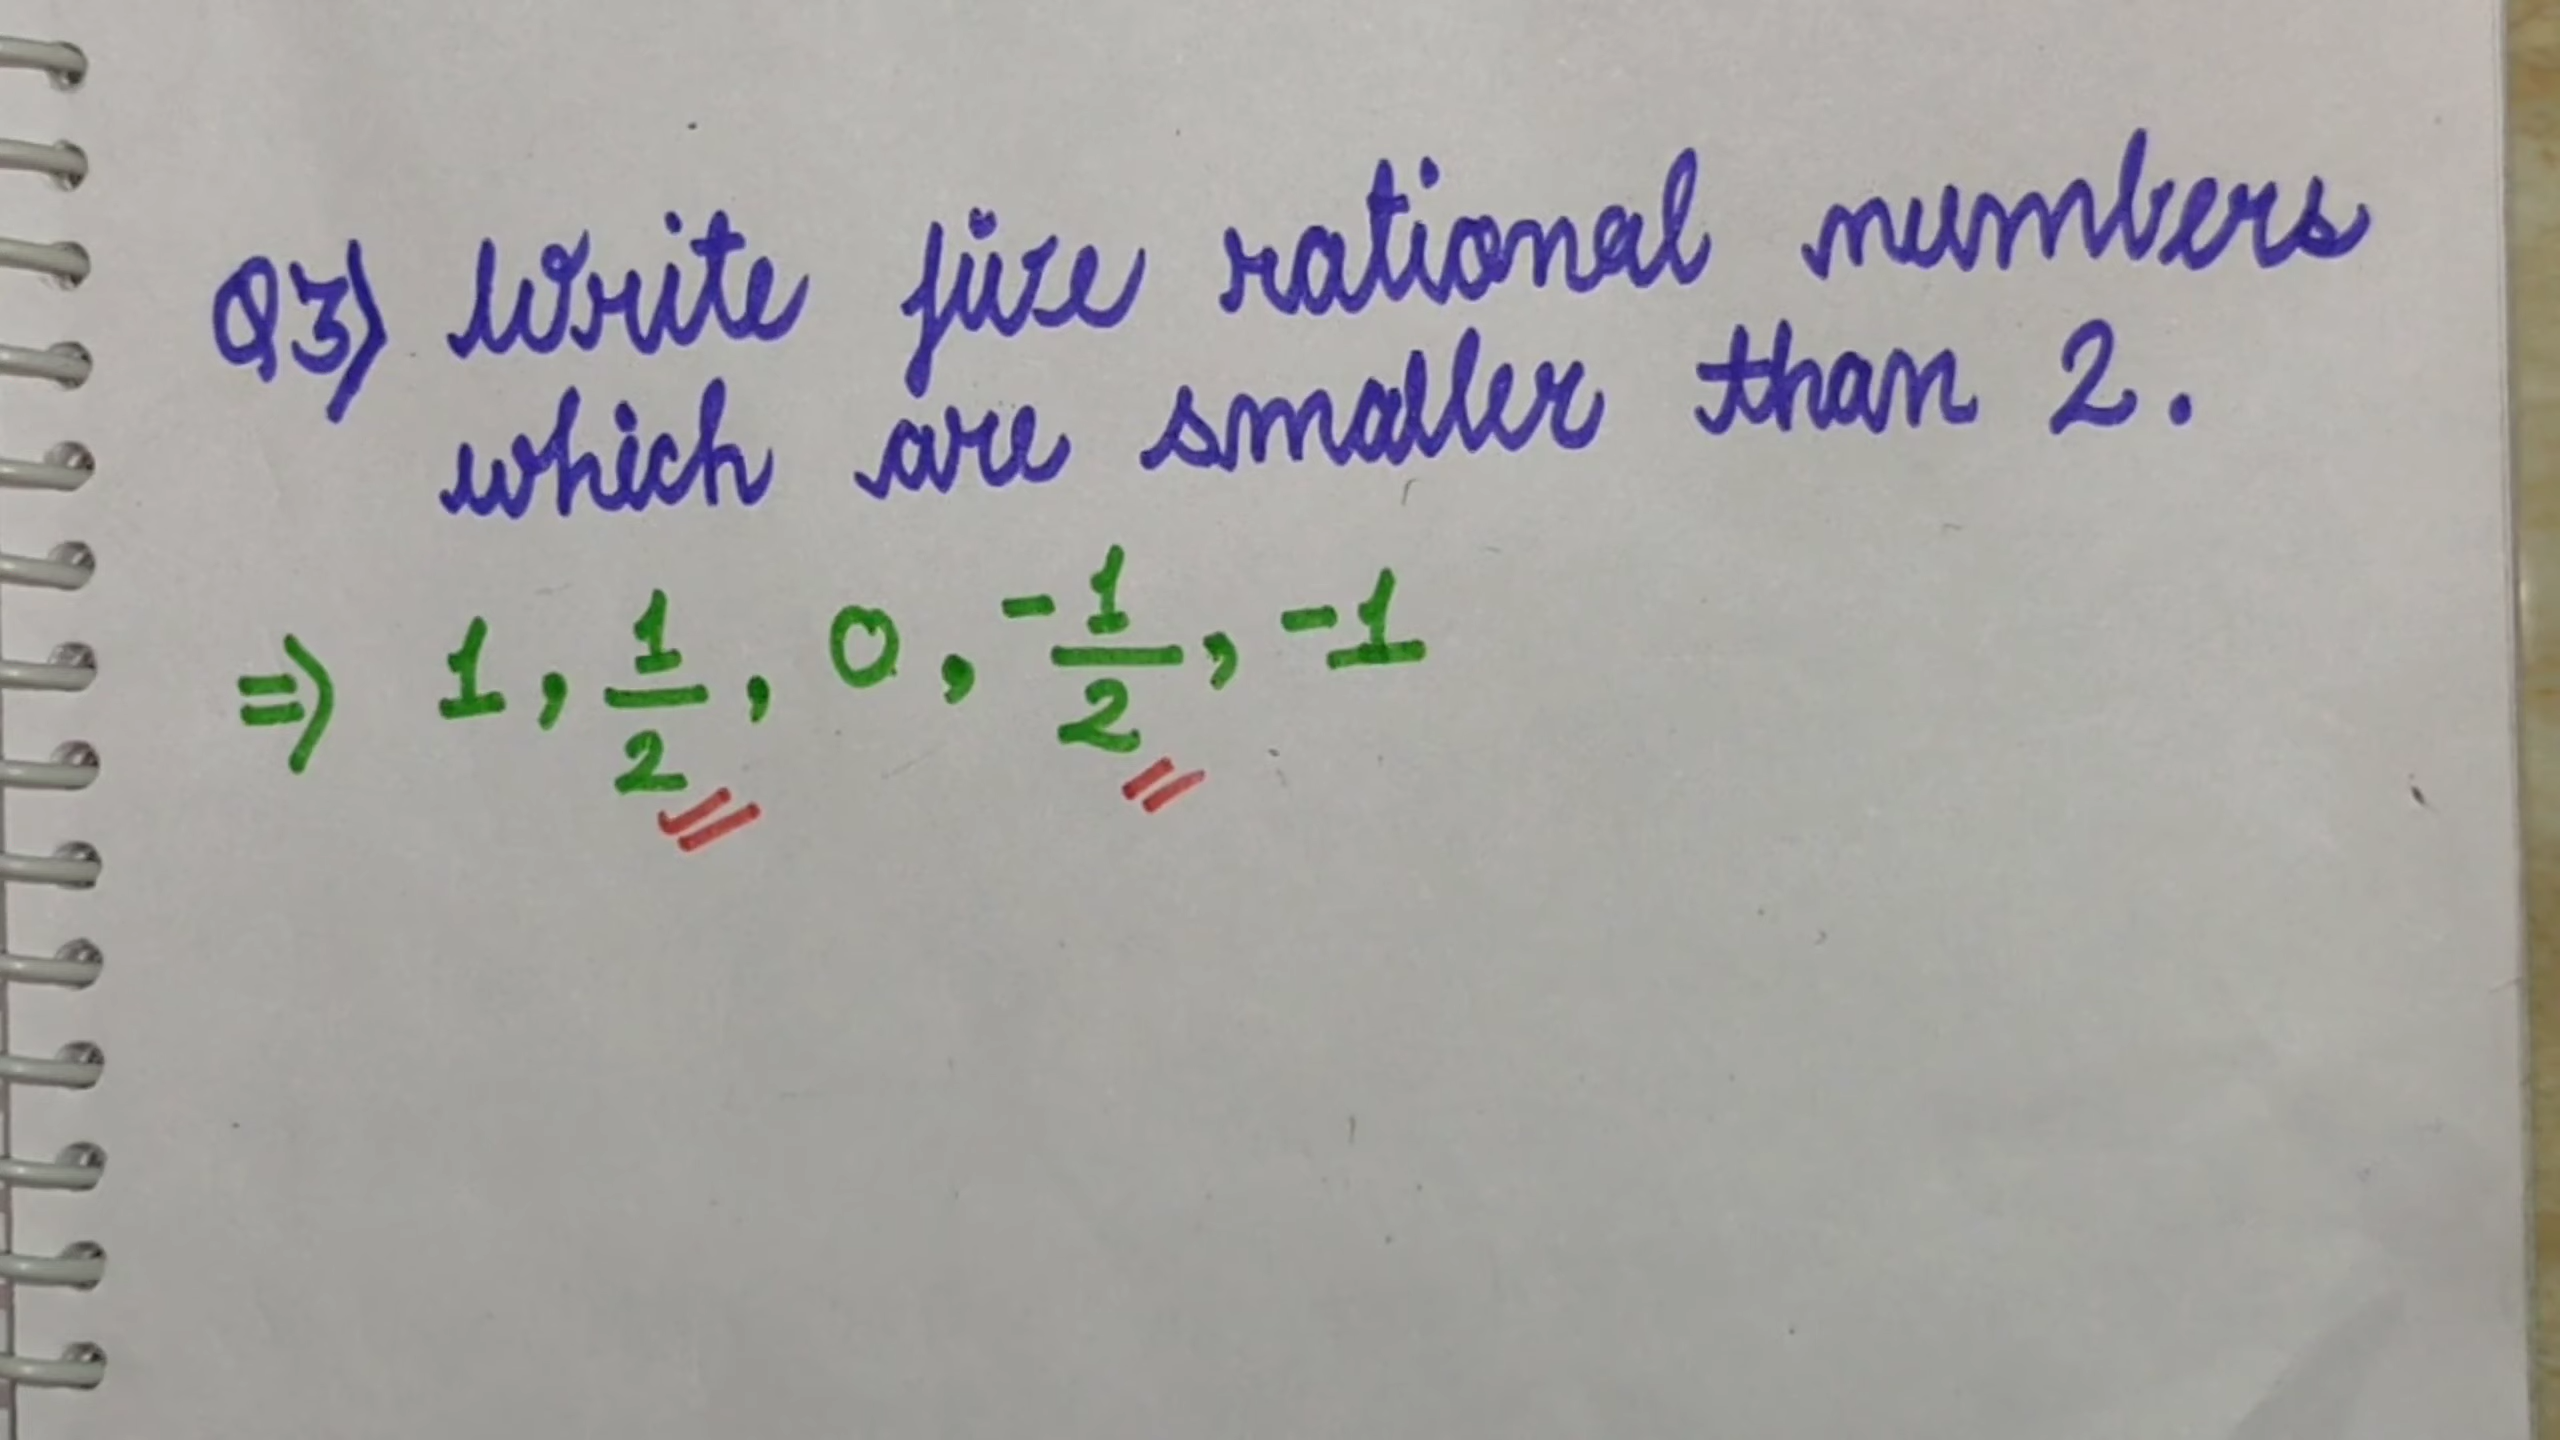 Q3) Write five rational numbers
which are smaller than 2.
⇒ 1, 1/2, 0, -1/2, -1